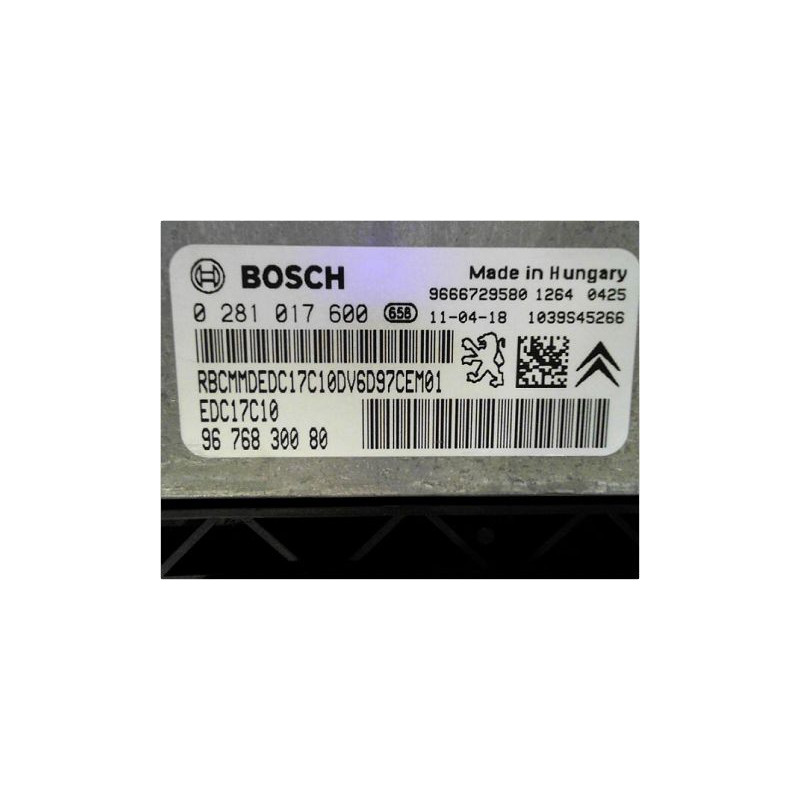 BOSCH
Made in Hungary
9666729580 1264 0425
0 281 017 600 658 11-04-18 1039S45266
RBCMMDEDC17C10DV6D97CEM01
EDC17C10
96 768 300 80